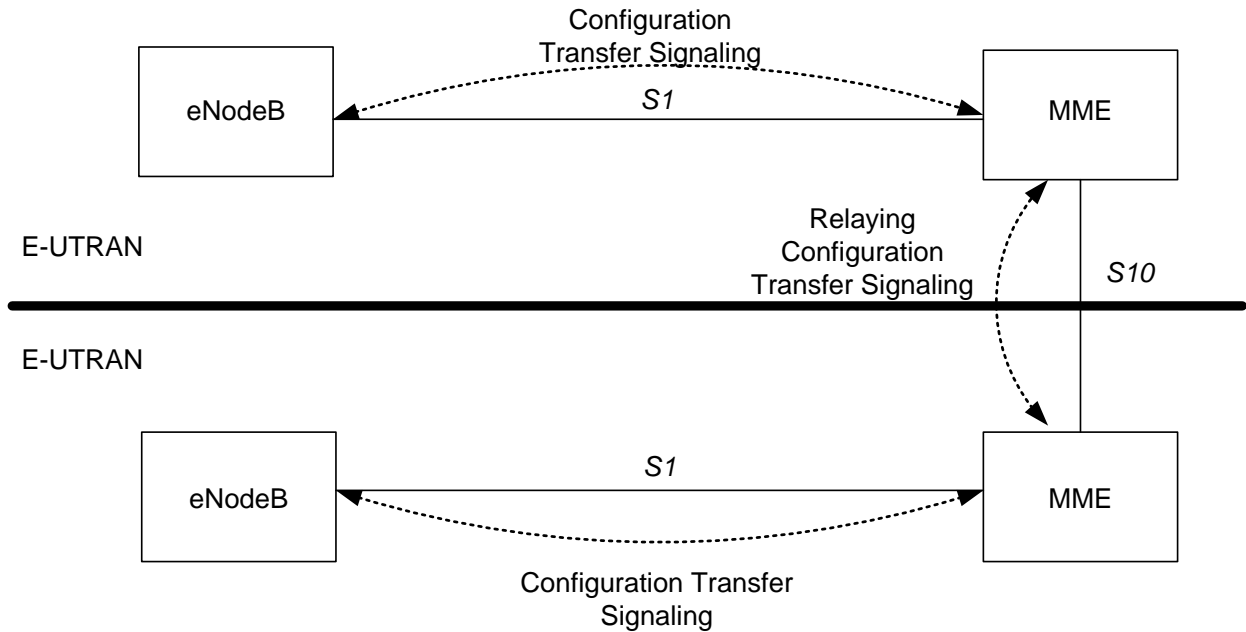 Configuration
Transfer Signaling
eNodeB
S1
MME
Relaying
Configuration
Transfer Signaling
E-UTRAN
S10
E-UTRAN
eNodeB
S1
MME
Configuration Transfer
Signaling